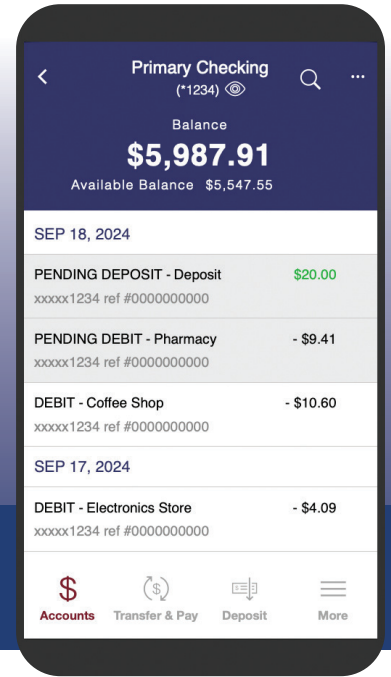 Primary Checking
(*1234)
Balance
$5,987.91
Available Balance $5,547.55
SEP 18, 2024
PENDING DEPOSIT - Deposit $20.00
xxxxx1234 ref #0000000000
PENDING DEBIT - Pharmacy - $9.41
xxxxx1234 ref #0000000000
DEBIT - Coffee Shop - $10.60
xxxxx1234 ref #0000000000
SEP 17, 2024
DEBIT - Electronics Store - $4.09
xxxxx1234 ref #0000000000
Accounts Transfer & Pay Deposit More